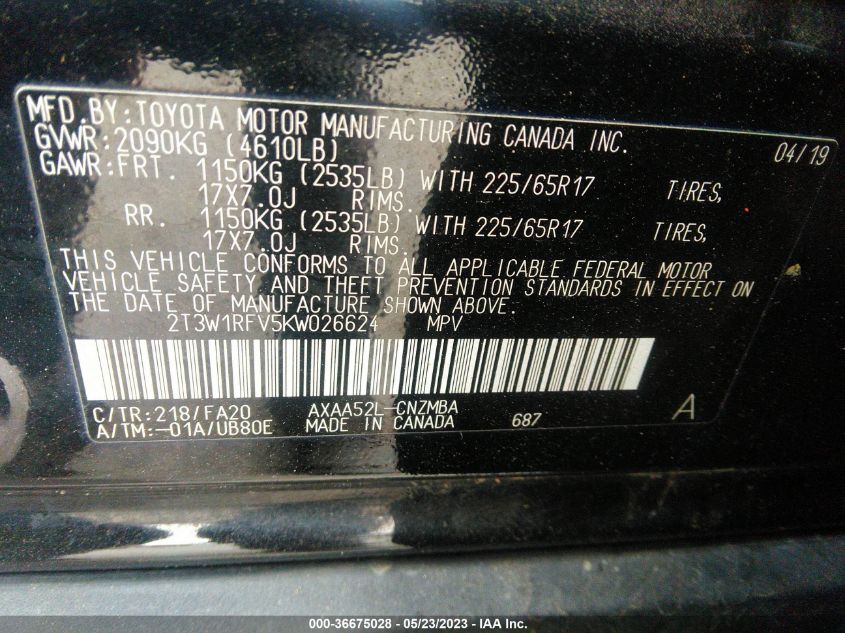 MFD.BY:TOYOTA MOTOR MANUFACTURING CANADA INC. 04/19
GVWR:2090KG (4610LB)
GAWR:FRT. 1150KG (2535LB) WITH 225/65R17 TIRES,
17X7.0J RIMS.
RR. 1150KG (2535LB) WITH 225/65R17 TIRES,
17X7.0J RIMS.
THIS VEHICLE CONFORMS TO ALL APPLICABLE FEDERAL MOTOR
VEHICLE SAFETY AND THEFT PREVENTION STANDARDS IN EFFECT ON
THE DATE OF MANUFACTURE SHOWN ABOVE.
2T3W1RFV5KW026624 MPV
C/TR:218/FA20 AXAA52L-CNZMBA A
A/TM:-01A/UB80E MADE IN CANADA 687
000-36675028 - 05/23/2023 - IAA Inc.